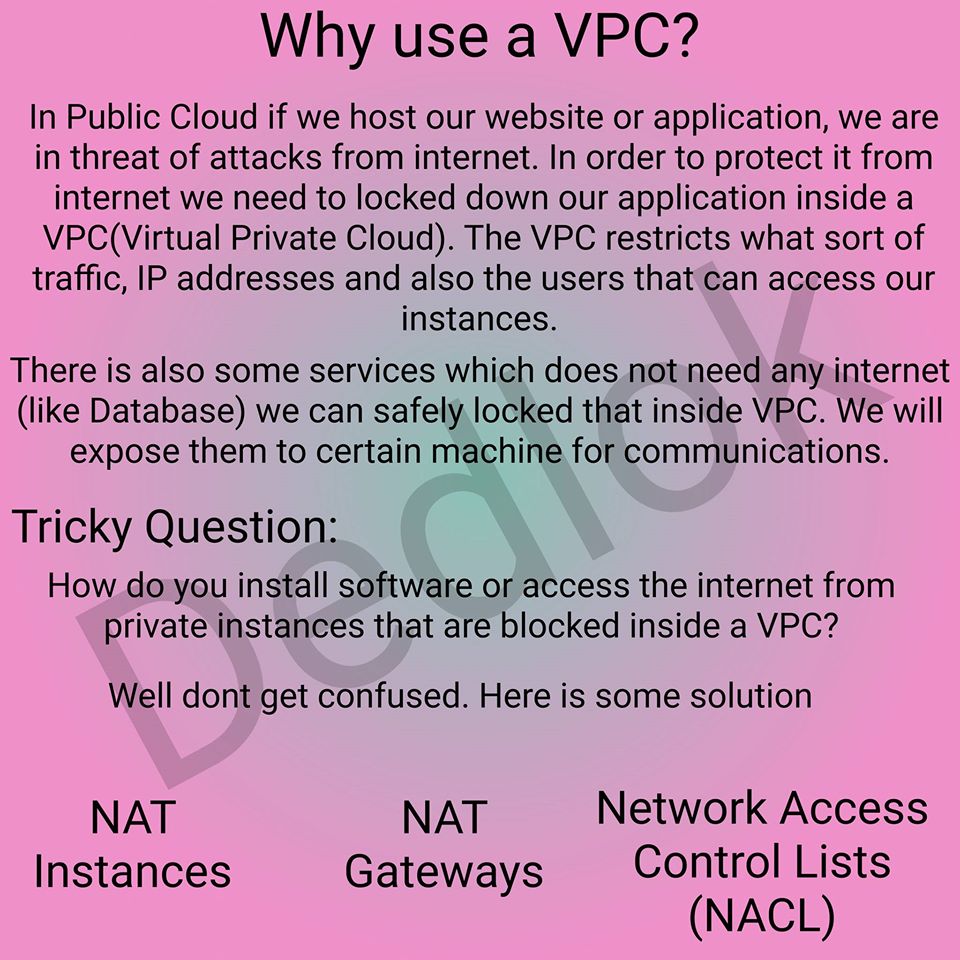 Why use a VPC?
In Public Cloud if we host our website or application, we are
in threat of attacks from internet. In order to protect it from
internet we need to locked down our application inside a
VPC(Virtual Private Cloud). The VPC restricts what sort of
traffic, IP addresses and also the users that can access our
instances.
There is also some services which does not need any internet
(like Database) we can safely locked that inside VPC. We will
expose them to certain machine for communications.
Tricky Question:
How do you install software or access the internet from
private instances that are blocked inside a VPC?
Well dont get confused. Here is some solution
NAT
Instances
NAT
Gateways
Network Access
Control Lists
(NACL)
Dedlok